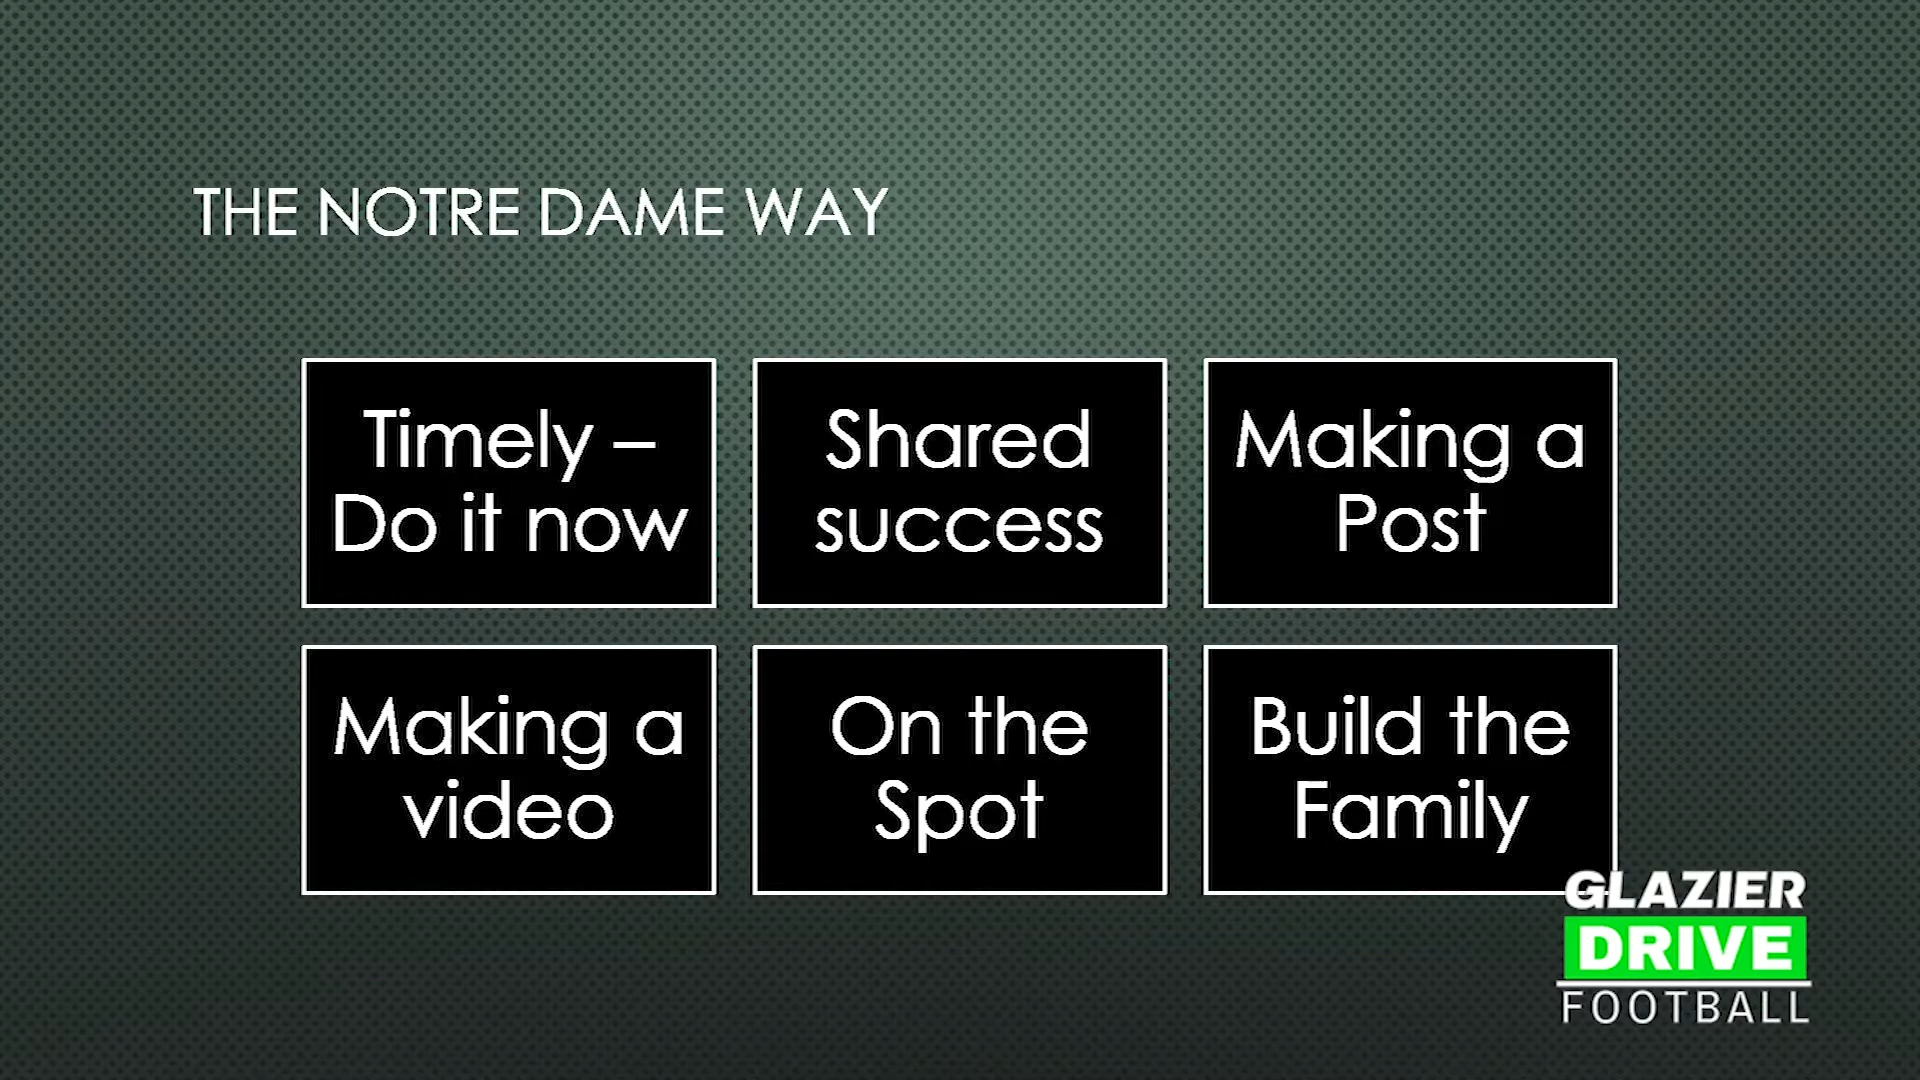 THE NOTRE DAME WAY
Timely –
Do it now
Shared
success
Making a
Post
Making a
video
On the
Spot
Build the
Family
GLAZIER
DRIVE
FOOTBALL